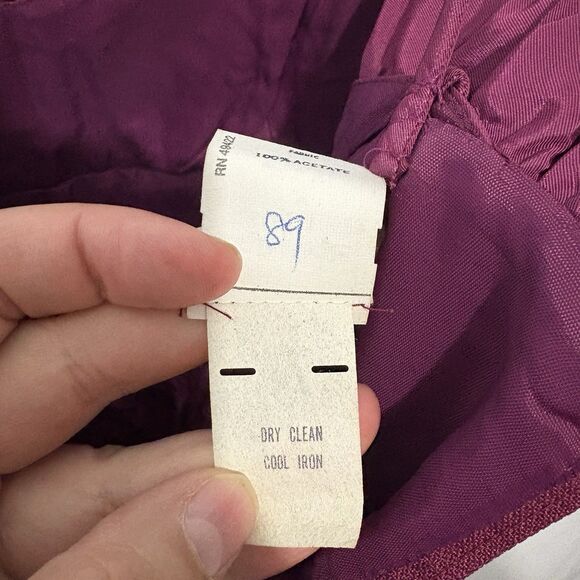 RN 49422
FABRIC
100% ACETATE
89
DRY CLEAN
COOL IRON